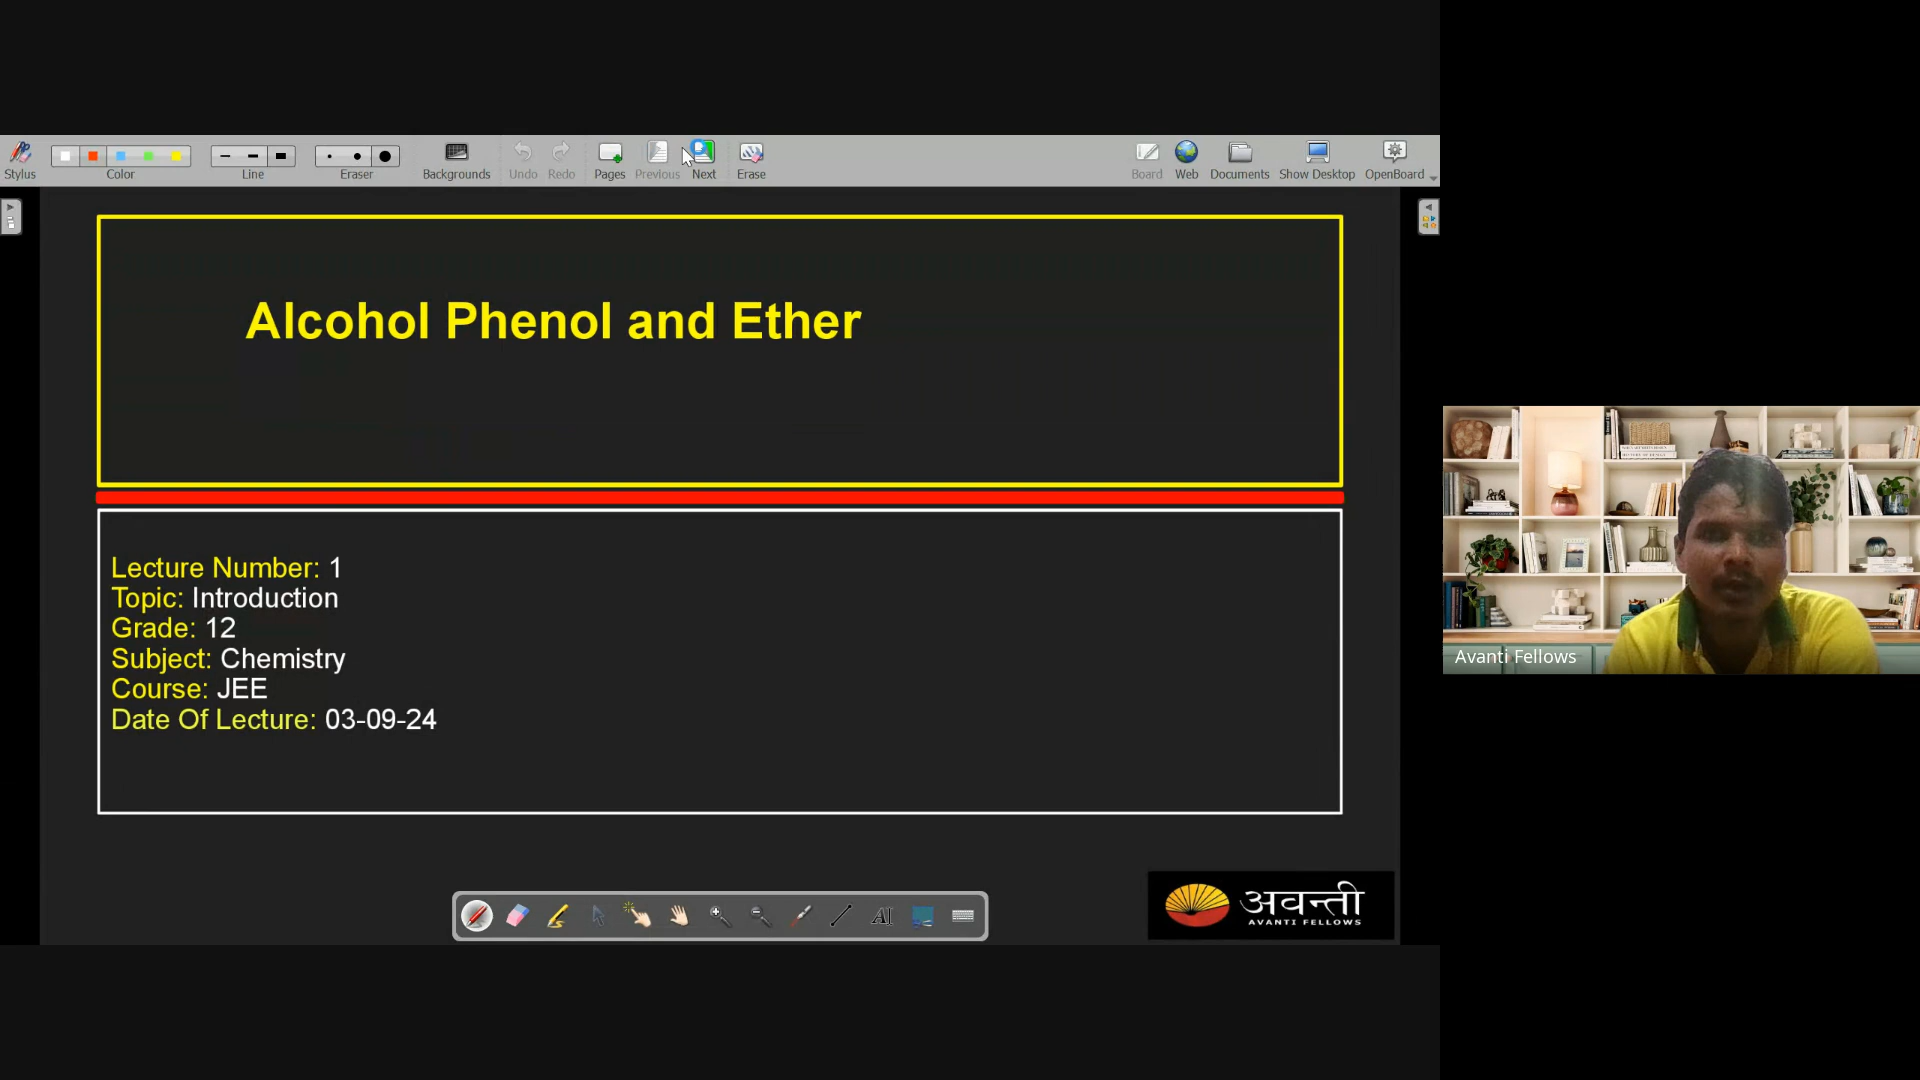 Stylus
Color
Line
Eraser
Backgrounds
Undo
Redo
Pages
Previous
Next
Erase
Board
Web
Documents
Show Desktop
OpenBoard
Alcohol Phenol and Ether
Lecture Number: 1
Topic: Introduction
Grade: 12
Subject: Chemistry
Course: JEE
Date Of Lecture: 03-09-24
AI
अवन्ती
AVANTI FELLOWS
Avanti Fellows